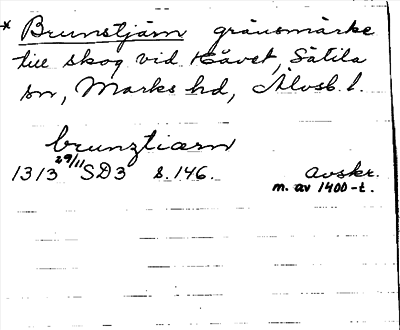 * Brunstjärn gränsmärke
till skog vid Hävet, Sätila
sn, Marks hd, Älvsb. l.
brunztiærn
1313 29/11 SD3 s. 146. avskr.
m. av 1400-t.